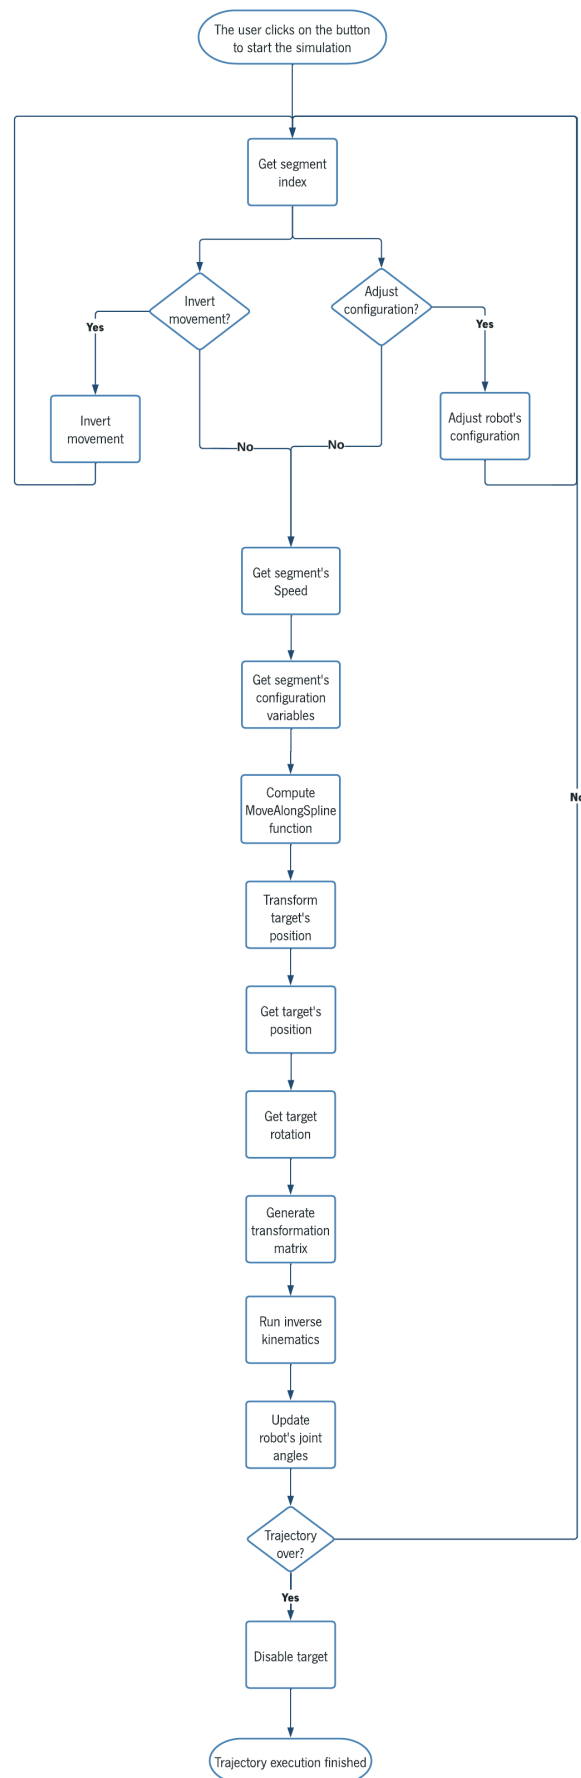 The user clicks on the button
to start the simulation
Get segment
index
Invert
movement?
Adjust
configuration?
Yes
Yes
Invert
movement
Adjust robot's
configuration
No
No
Get segment's
Speed
Get segment's
configuration
variables
Compute
MoveAlongSpline
function
No
Transform
target's
position
Get target's
position
Get target
rotation
Generate
transformation
matrix
Run inverse
kinematics
Update
robot's joint
angles
Trajectory
over?
Yes
Disable target
Trajectory execution finished